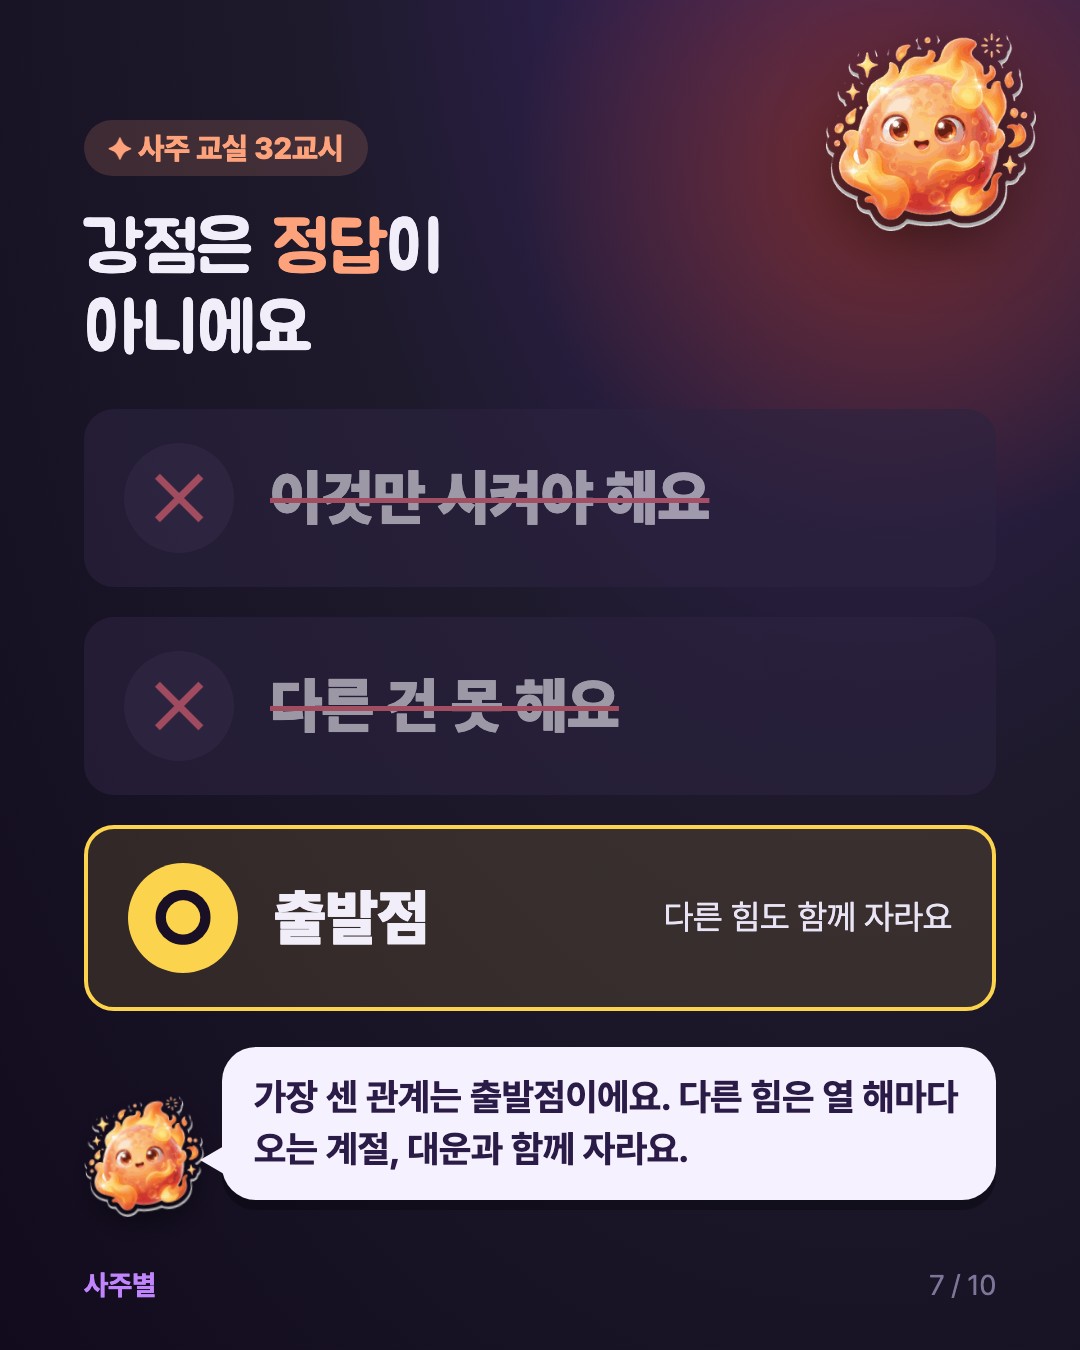 사주 교실 32교시
강점은 정답이
아니에요
이것만 시켜야 해요
다른 건 못 해요
출발점
다른 힘도 함께 자라요
가장 센 관계는 출발점이에요. 다른 힘은 열 해마다
오는 계절, 대운과 함께 자라요.
사주별
7 / 10